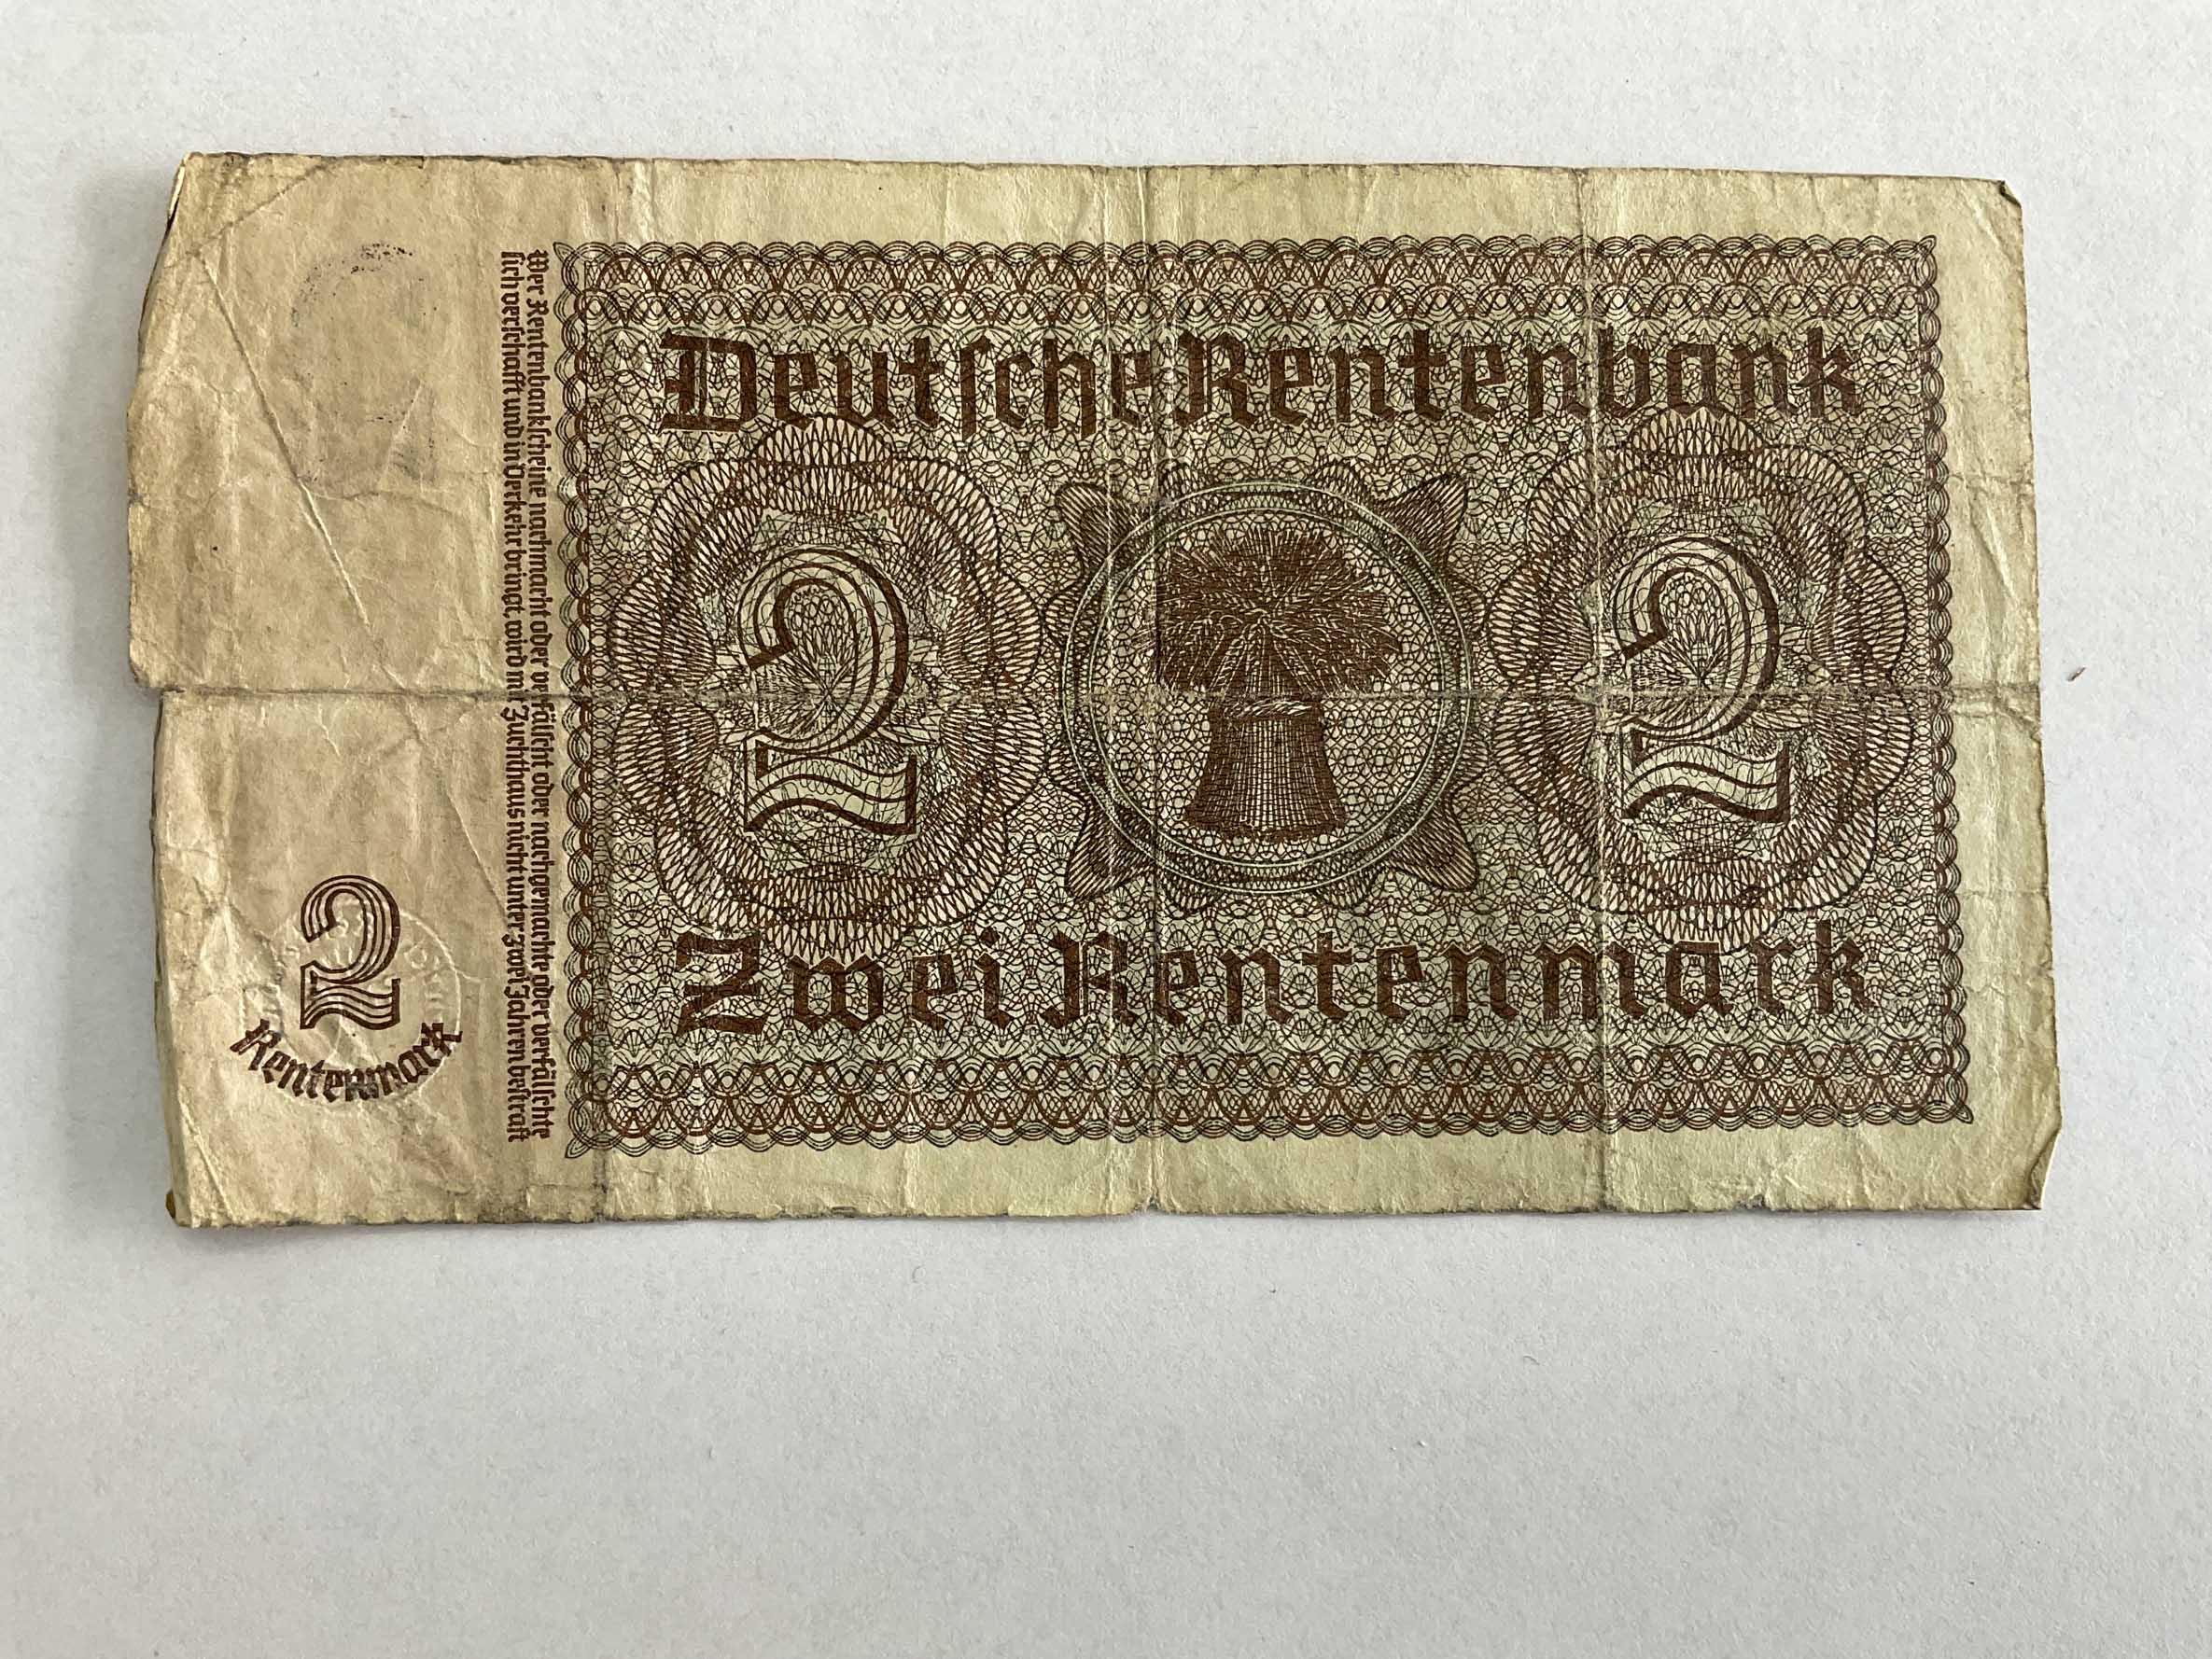 Wer Rentenbankscheine nachmacht oder verfälscht oder nachgemachte oder verfälschte
sich verschafft und in Verkehr bringt, wird mit Zuchthaus nicht unter zwei Jahren bestraft
Deutsche Rentenbank
2
2
Zwei Rentenmark
2
Rentenmark